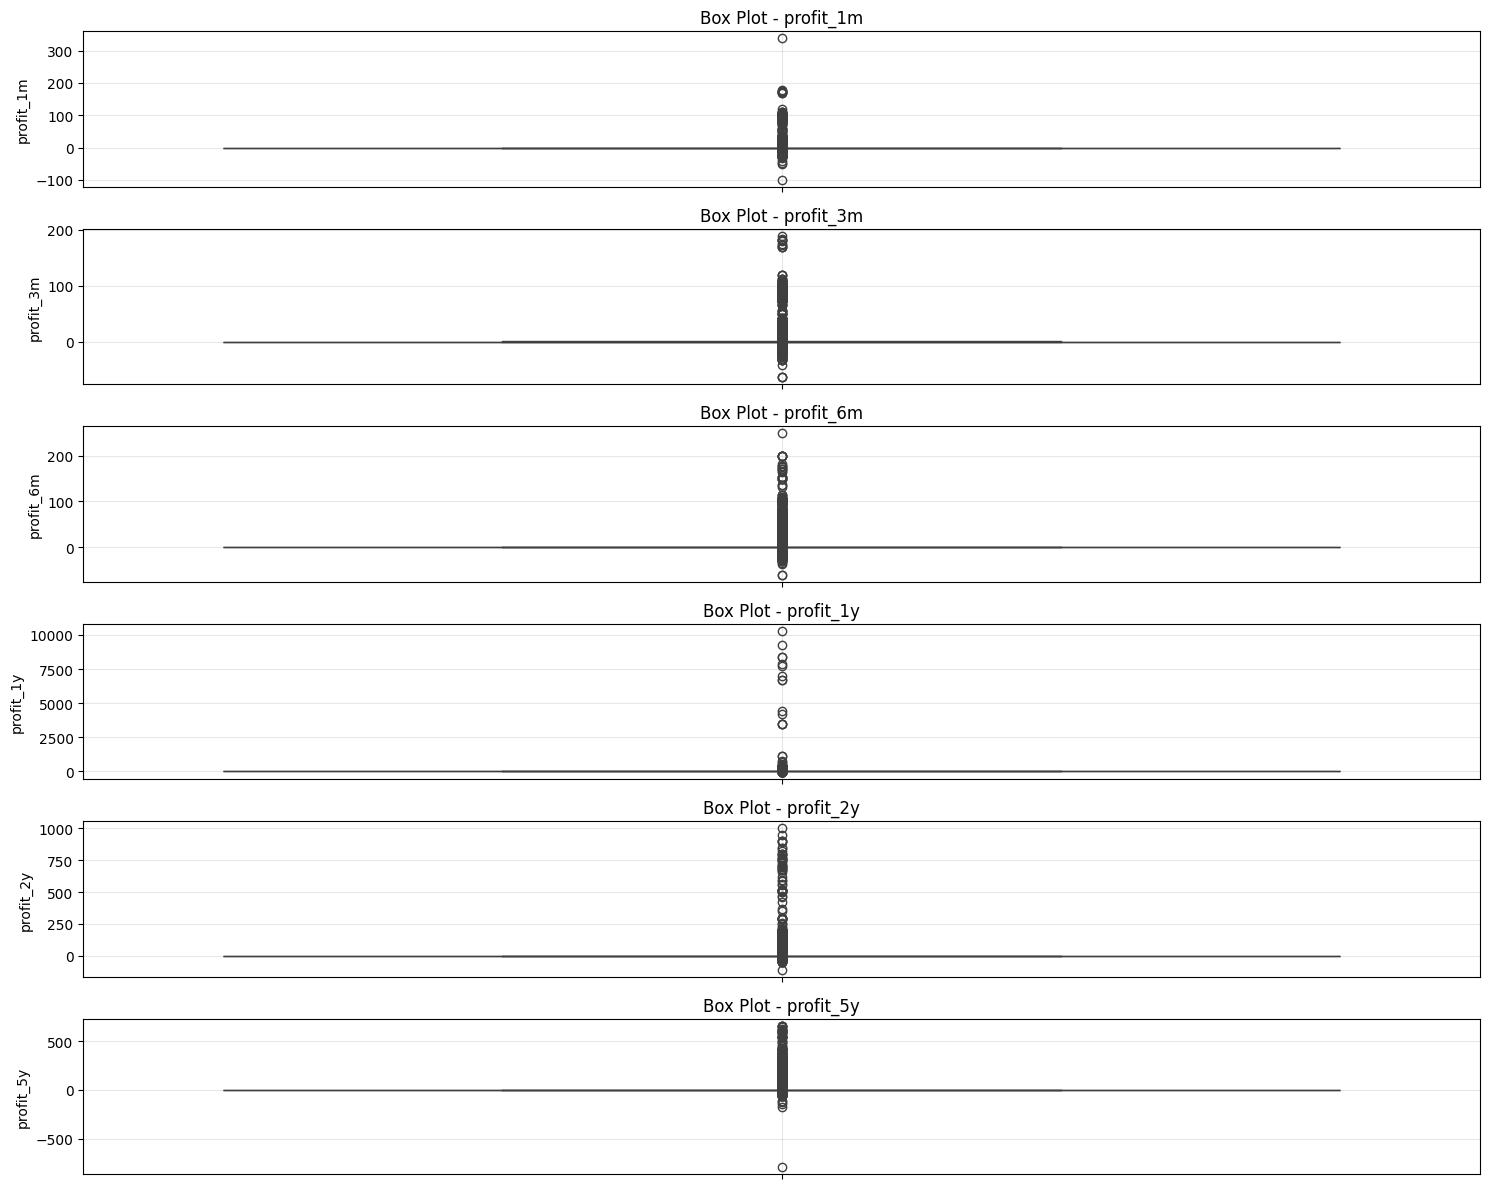 Box Plot - profit_1m
profit_1m
300
200
100
0
−100
Box Plot - profit_3m
profit_3m
200
100
0
Box Plot - profit_6m
profit_6m
200
100
0
Box Plot - profit_1y
profit_1y
10000
7500
5000
2500
0
Box Plot - profit_2y
profit_2y
1000
750
500
250
0
Box Plot - profit_5y
profit_5y
500
0
−500